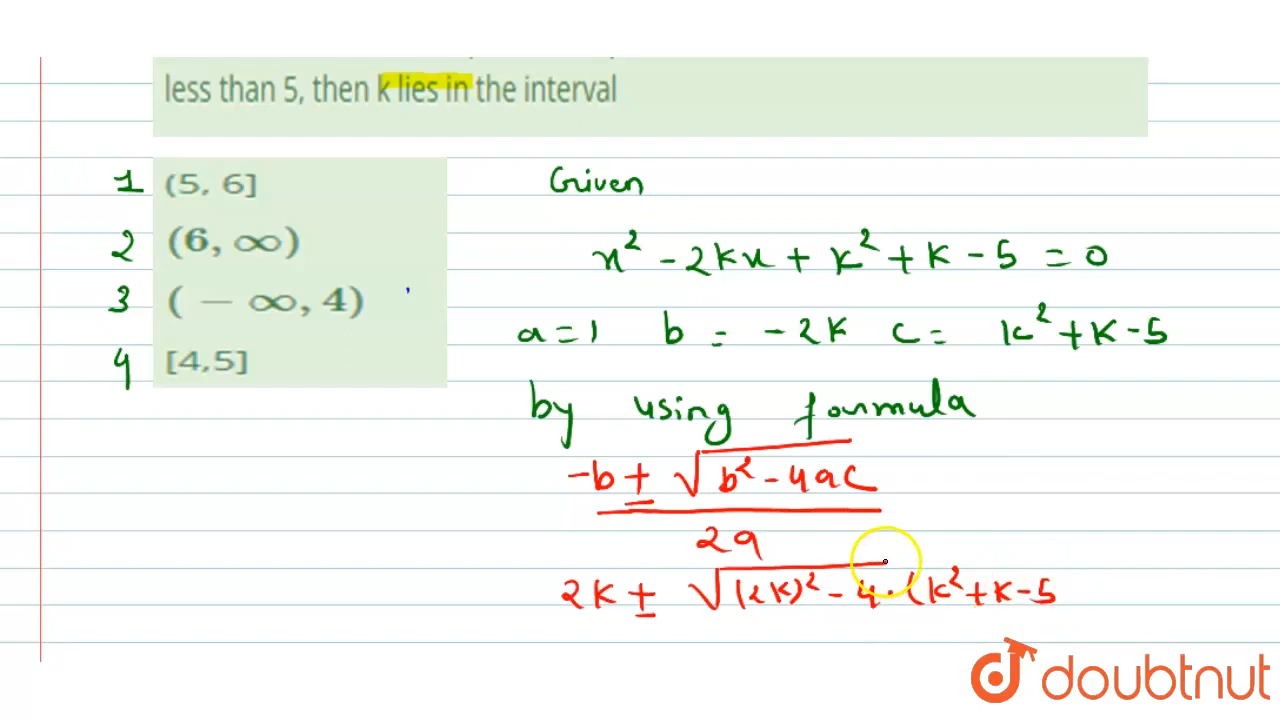 less than 5, then k lies in the interval
1 (5, 6]
2 (6, ∞)
3 ( − ∞, 4)
4 [4,5]
Given
x² - 2kx + k² + k - 5 = 0
a = 1 b = - 2k c = k² + k - 5
by using formula
-b ± √b² - 4ac
2a
2k ± √(2k)² - 4·(k² + k - 5
doubtnut